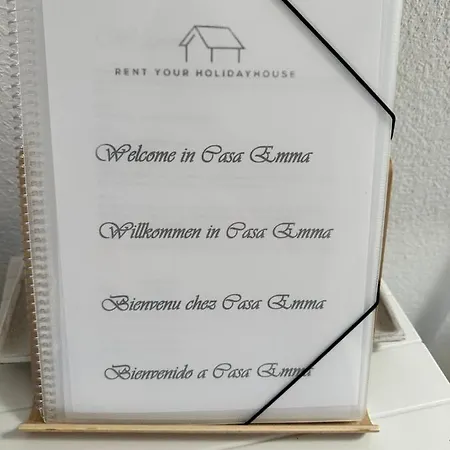 RENT YOUR HOLIDAYHOUSE
Welcome in Casa Emma
Willkommen in Casa Emma
Bienvenu chez Casa Emma
Bienvenido a Casa Emma